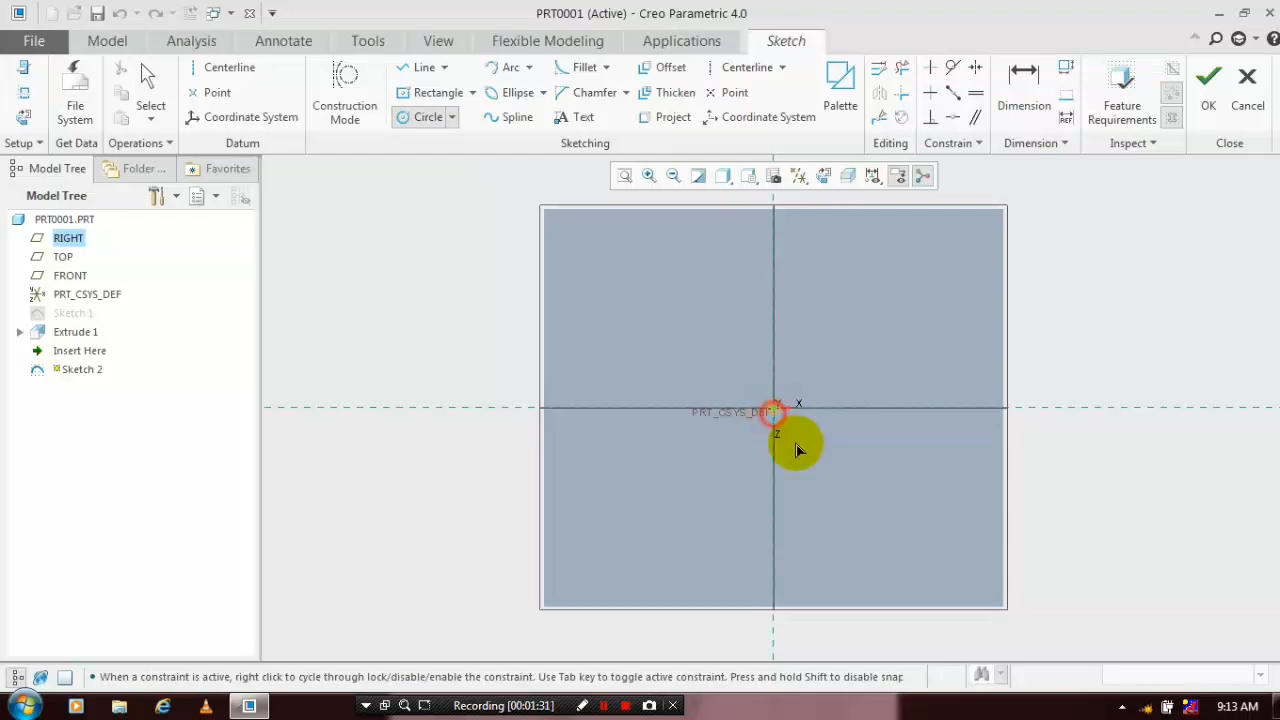 PRT0001 (Active) - Creo Parametric 4.0
File Model Analysis Annotate Tools View Flexible Modeling Applications Sketch
Centerline
Point
Coordinate System
File System
Select
Construction Mode
Line Arc Fillet Offset Centerline
Rectangle Ellipse Chamfer Thicken Point
Circle Spline Text Project Coordinate System
Palette
Dimension
Feature Requirements
OK Cancel
Setup Get Data Operations Datum Sketching Editing Constrain Dimension Inspect Close
Model Tree Folder ... Favorites
Model Tree
PRT0001.PRT
RIGHT
TOP
FRONT
PRT_CSYS_DEF
Sketch 1
Extrude 1
Insert Here
Sketch 2
X
Z
• When a constraint is active, right click to cycle through lock/disable/enable the constraint. Use Tab key to toggle active constraint. Press and hold Shift to disable snap
Recording [00:01:31]
9:13 AM